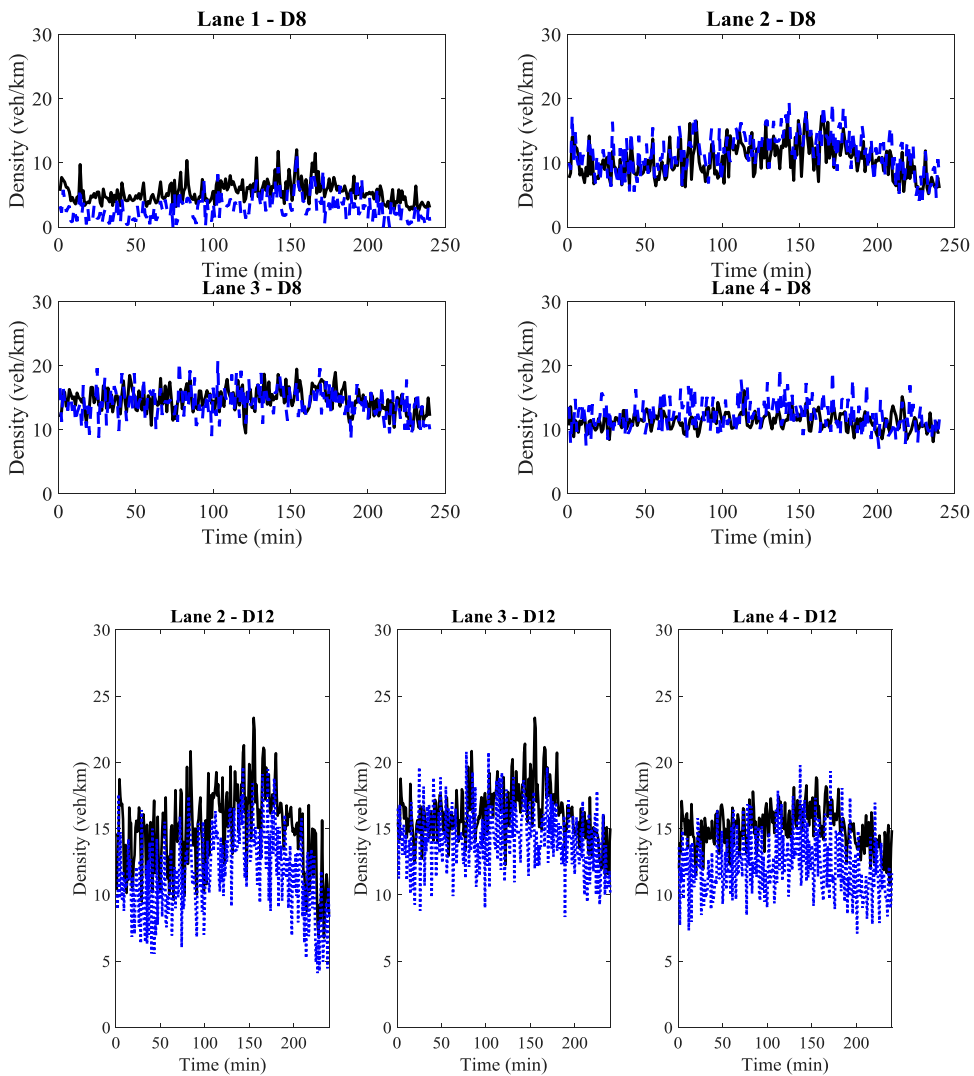 Lane 1 - D8
30
20
10
0
Density (veh/km)
0 50 100 150 200 250
Time (min)
Lane 2 - D8
30
20
10
0
Density (veh/km)
0 50 100 150 200 250
Time (min)
Lane 3 - D8
30
20
10
0
Density (veh/km)
0 50 100 150 200 250
Time (min)
Lane 4 - D8
30
20
10
0
Density (veh/km)
0 50 100 150 200 250
Time (min)
Lane 2 - D12
30
25
20
15
10
5
0
Density (veh/km)
0 50 100 150 200
Time (min)
Lane 3 - D12
30
25
20
15
10
5
0
Density (veh/km)
0 50 100 150 200
Time (min)
Lane 4 - D12
30
25
20
15
10
5
0
Density (veh/km)
0 50 100 150 200
Time (min)